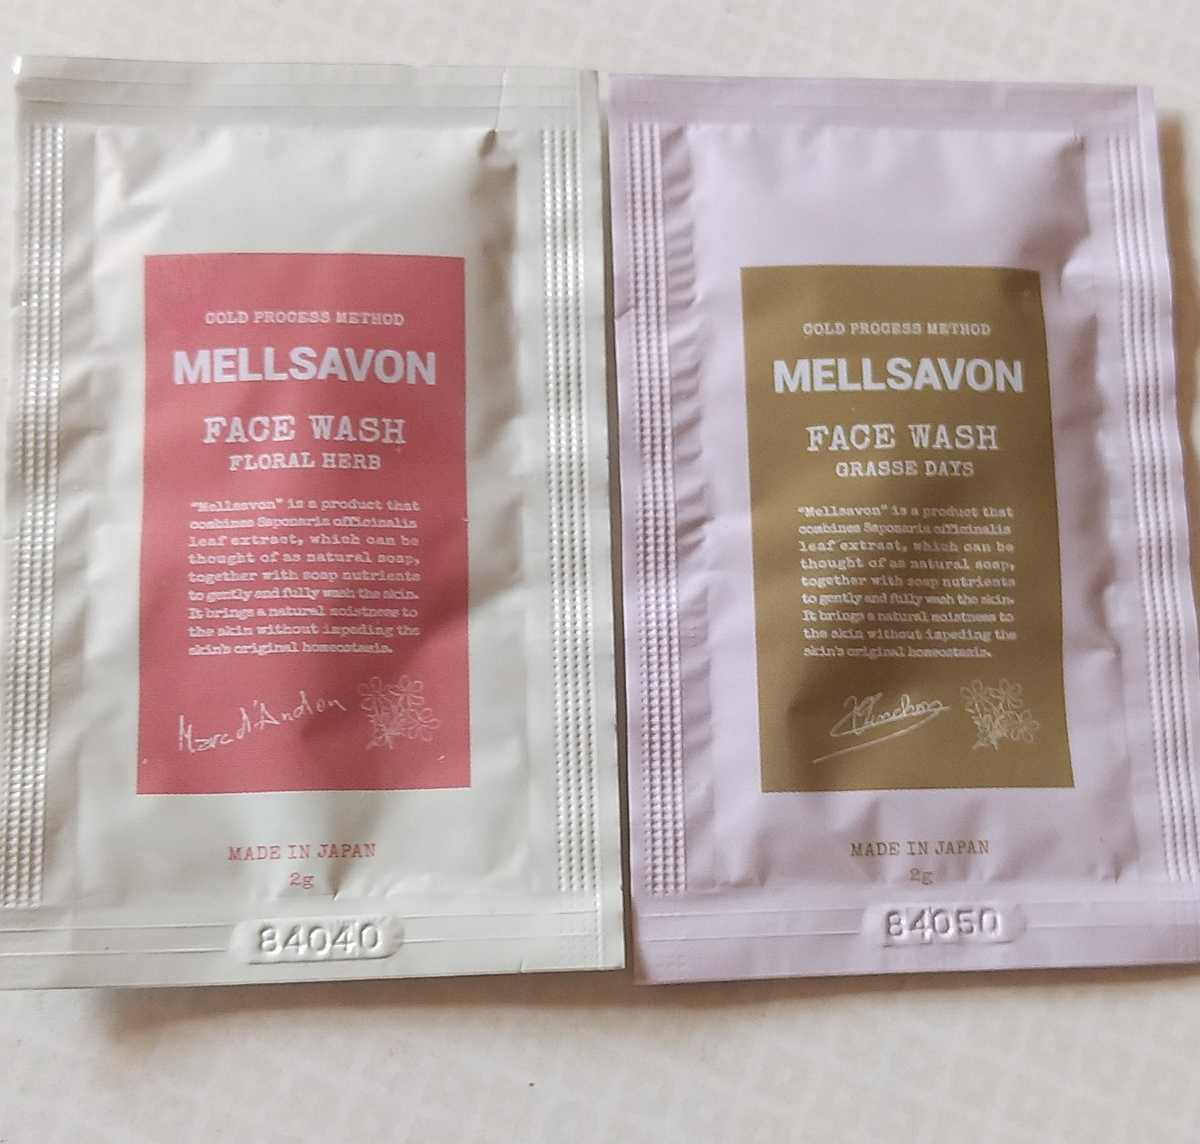 COLD PROCESS METHOD
MELLSAVON
FACE WASH
FLORAL HERB
"Mellsavon" is a product that
combines Saponaria officinalis
leaf extract, which can be
thought of as natural soap,
together with soap nutrients
to gently and fully wash the skin.
It brings a natural moistness to
the skin without impeding the
skin's original homeostasis.
Marc d'Andon
MADE IN JAPAN
2g
84040
COLD PROCESS METHOD
MELLSAVON
FACE WASH
GRASSE DAYS
"Mellsavon" is a product that
combines Saponaria officinalis
leaf extract, which can be
thought of as natural soap,
together with soap nutrients
to gently and fully wash the skin.
It brings a natural moistness to
the skin without impeding the
skin's original homeostasis.
MADE IN JAPAN
2g
84050